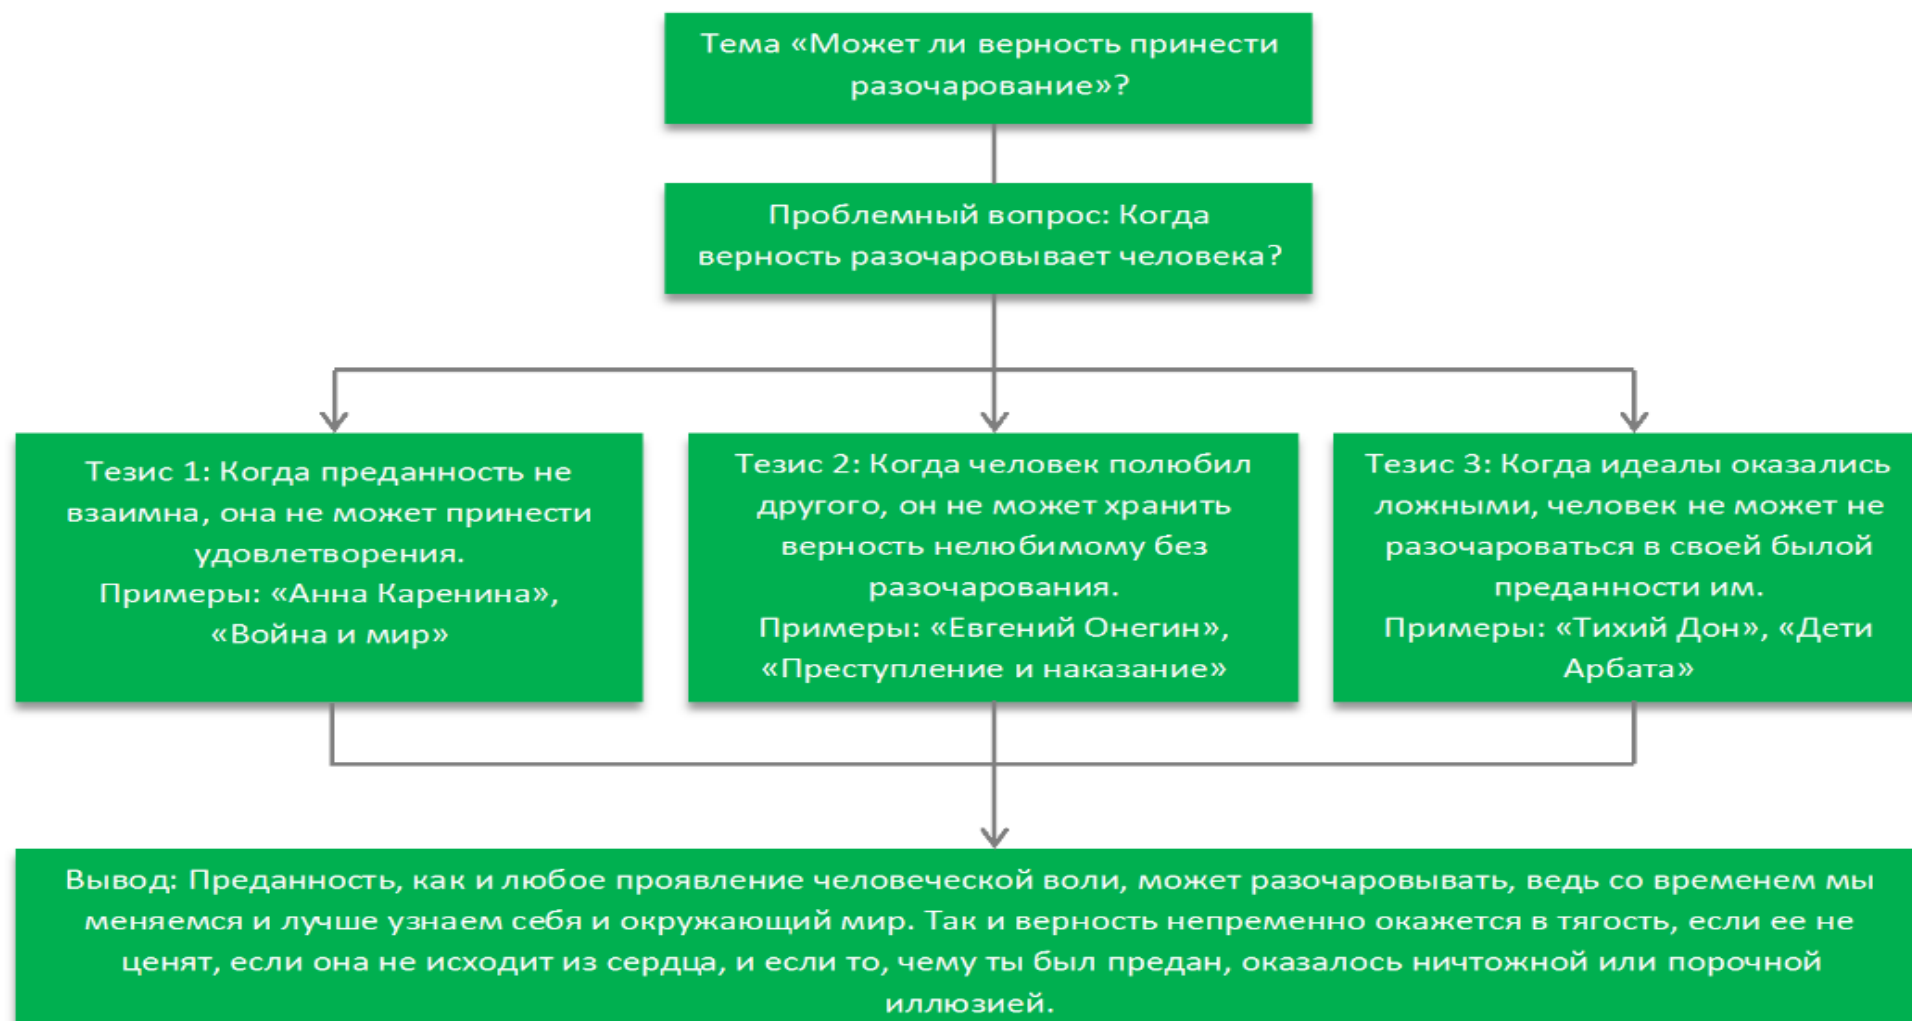 Тема «Может ли верность принести
разочарование»?
Проблемный вопрос: Когда
верность разочаровывает человека?
Тезис 1: Когда преданность не
взаимна, она не может принести
удовлетворения.
Примеры: «Анна Каренина»,
«Война и мир»
Тезис 2: Когда человек полюбил
другого, он не может хранить
верность нелюбимому без
разочарования.
Примеры: «Евгений Онегин»,
«Преступление и наказание»
Тезис 3: Когда идеалы оказались
ложными, человек не может не
разочароваться в своей былой
преданности им.
Примеры: «Тихий Дон», «Дети
Арбата»
Вывод: Преданность, как и любое проявление человеческой воли, может разочаровывать, ведь со временем мы
меняемся и лучше узнаем себя и окружающий мир. Так и верность непременно окажется в тягость, если ее не
ценят, если она не исходит из сердца, и если то, чему ты был предан, оказалось ничтожной или порочной
иллюзией.